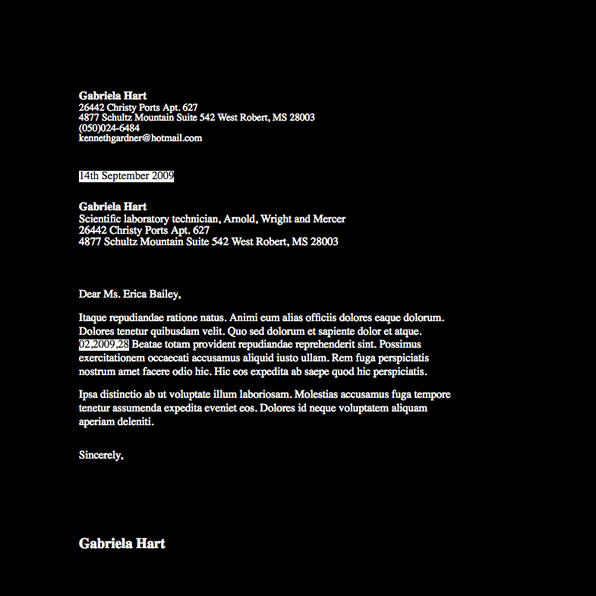 Gabriela Hart
26442 Christy Ports Apt. 627
4877 Schultz Mountain Suite 542 West Robert, MS 28003
(050)024-6484
kennethgardner@hotmail.com
14th September 2009
Gabriela Hart
Scientific laboratory technician, Arnold, Wright and Mercer
26442 Christy Ports Apt. 627
4877 Schultz Mountain Suite 542 West Robert, MS 28003
Dear Ms. Erica Bailey,
Itaque repudiandae ratione natus. Animi eum alias officiis dolores eaque dolorum.
Dolores tenetur quibusdam velit. Quo sed dolorum et sapiente dolor et atque.
02,2009,28 Beatae totam provident repudiandae reprehenderit sint. Possimus
exercitationem occaecati accusamus aliquid iusto ullam. Rem fuga perspiciatis
nostrum amet facere odio hic. Hic eos expedita ab saepe quod hic perspiciatis.
Ipsa distinctio ab ut voluptate illum laboriosam. Molestias accusamus fuga tempore
tenetur assumenda expedita eveniet eos. Dolores id neque voluptatem aliquam
aperiam deleniti.
Sincerely,
Gabriela Hart